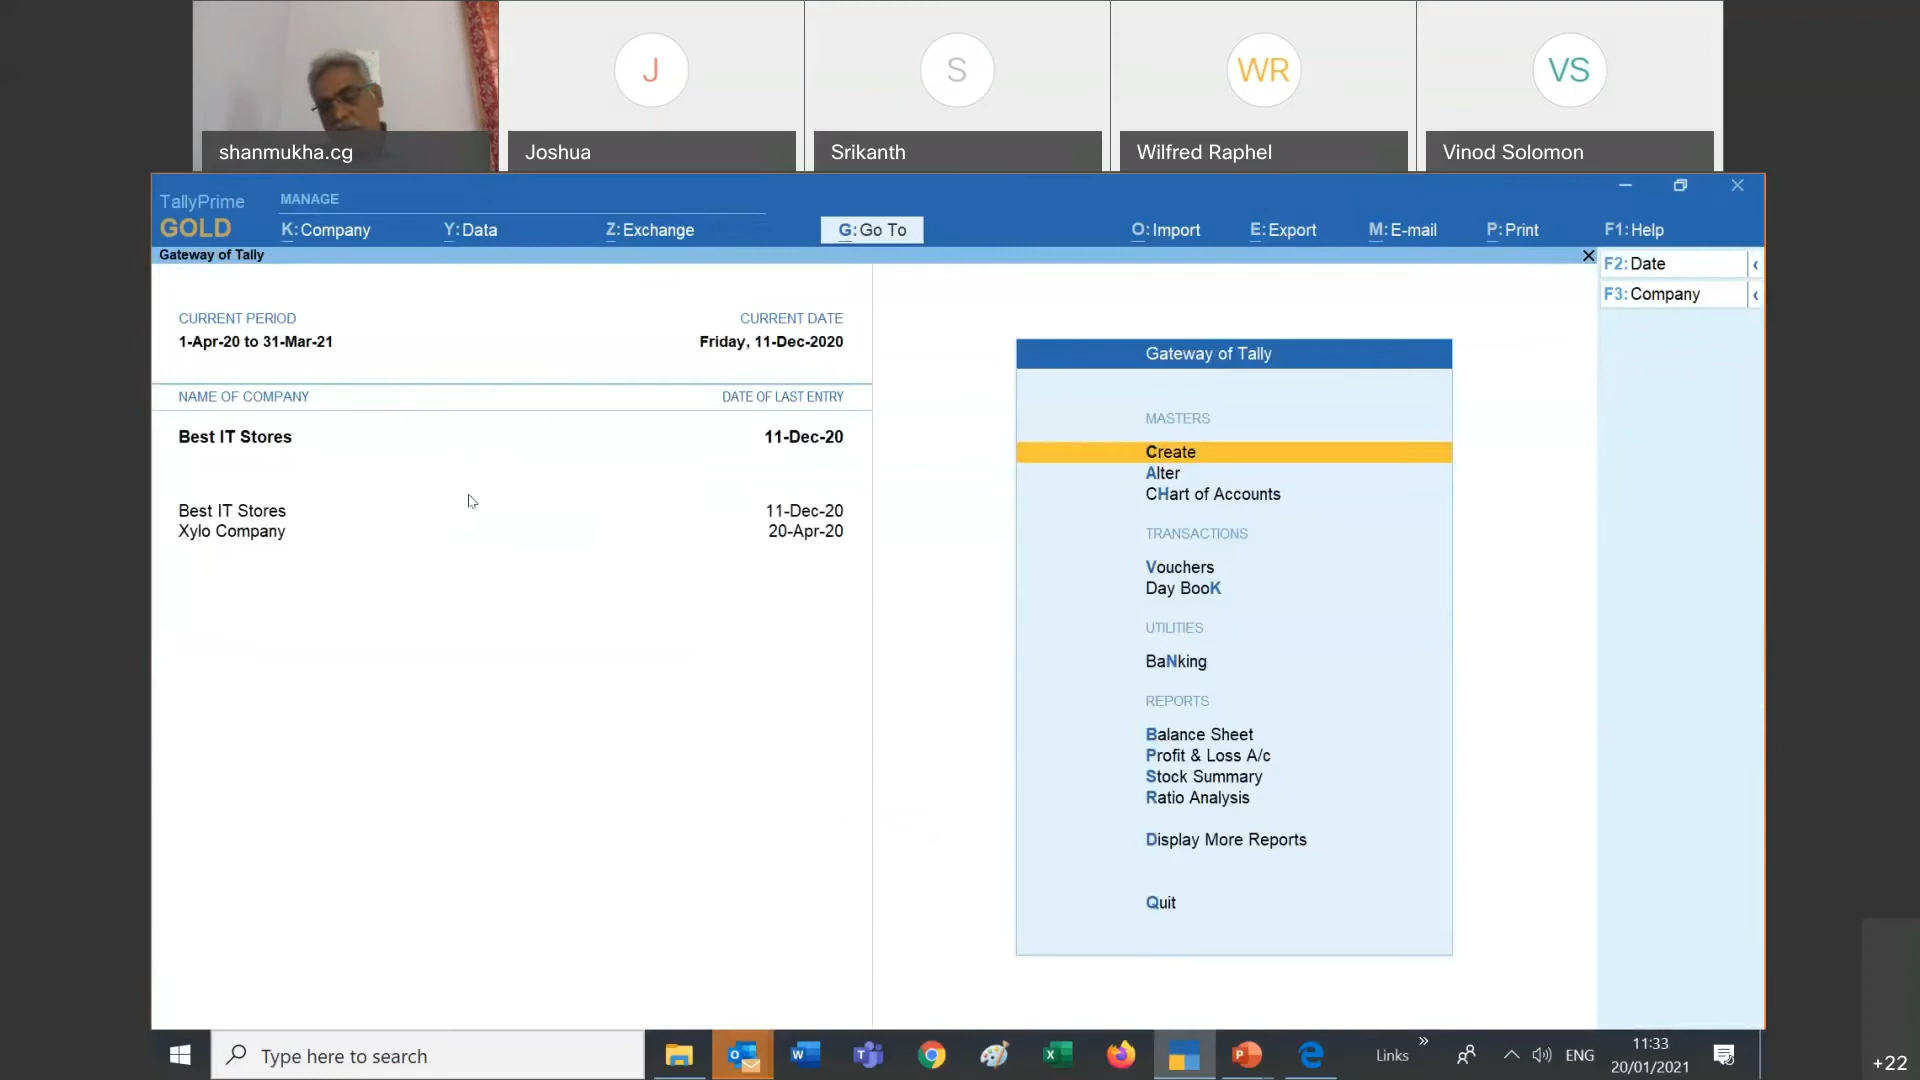 J
S
WR
VS
shanmukha.cg
Joshua
Srikanth
Wilfred Raphel
Vinod Solomon
TallyPrime
GOLD
MANAGE
K:Company
Y:Data
Z:Exchange
G:Go To
O:Import
E:Export
M:E-mail
P:Print
F1:Help
Gateway of Tally
F2:Date
F3:Company
CURRENT PERIOD
CURRENT DATE
1-Apr-20 to 31-Mar-21
Friday, 11-Dec-2020
NAME OF COMPANY
DATE OF LAST ENTRY
Best IT Stores
11-Dec-20
Best IT Stores
11-Dec-20
Xylo Company
20-Apr-20
Gateway of Tally
MASTERS
Create
Alter
CHart of Accounts
TRANSACTIONS
Vouchers
Day BooK
UTILITIES
BaNking
REPORTS
Balance Sheet
Profit & Loss A/c
Stock Summary
Ratio Analysis
Display More Reports
Quit
Type here to search
Links
ENG
11:33
20/01/2021
+22